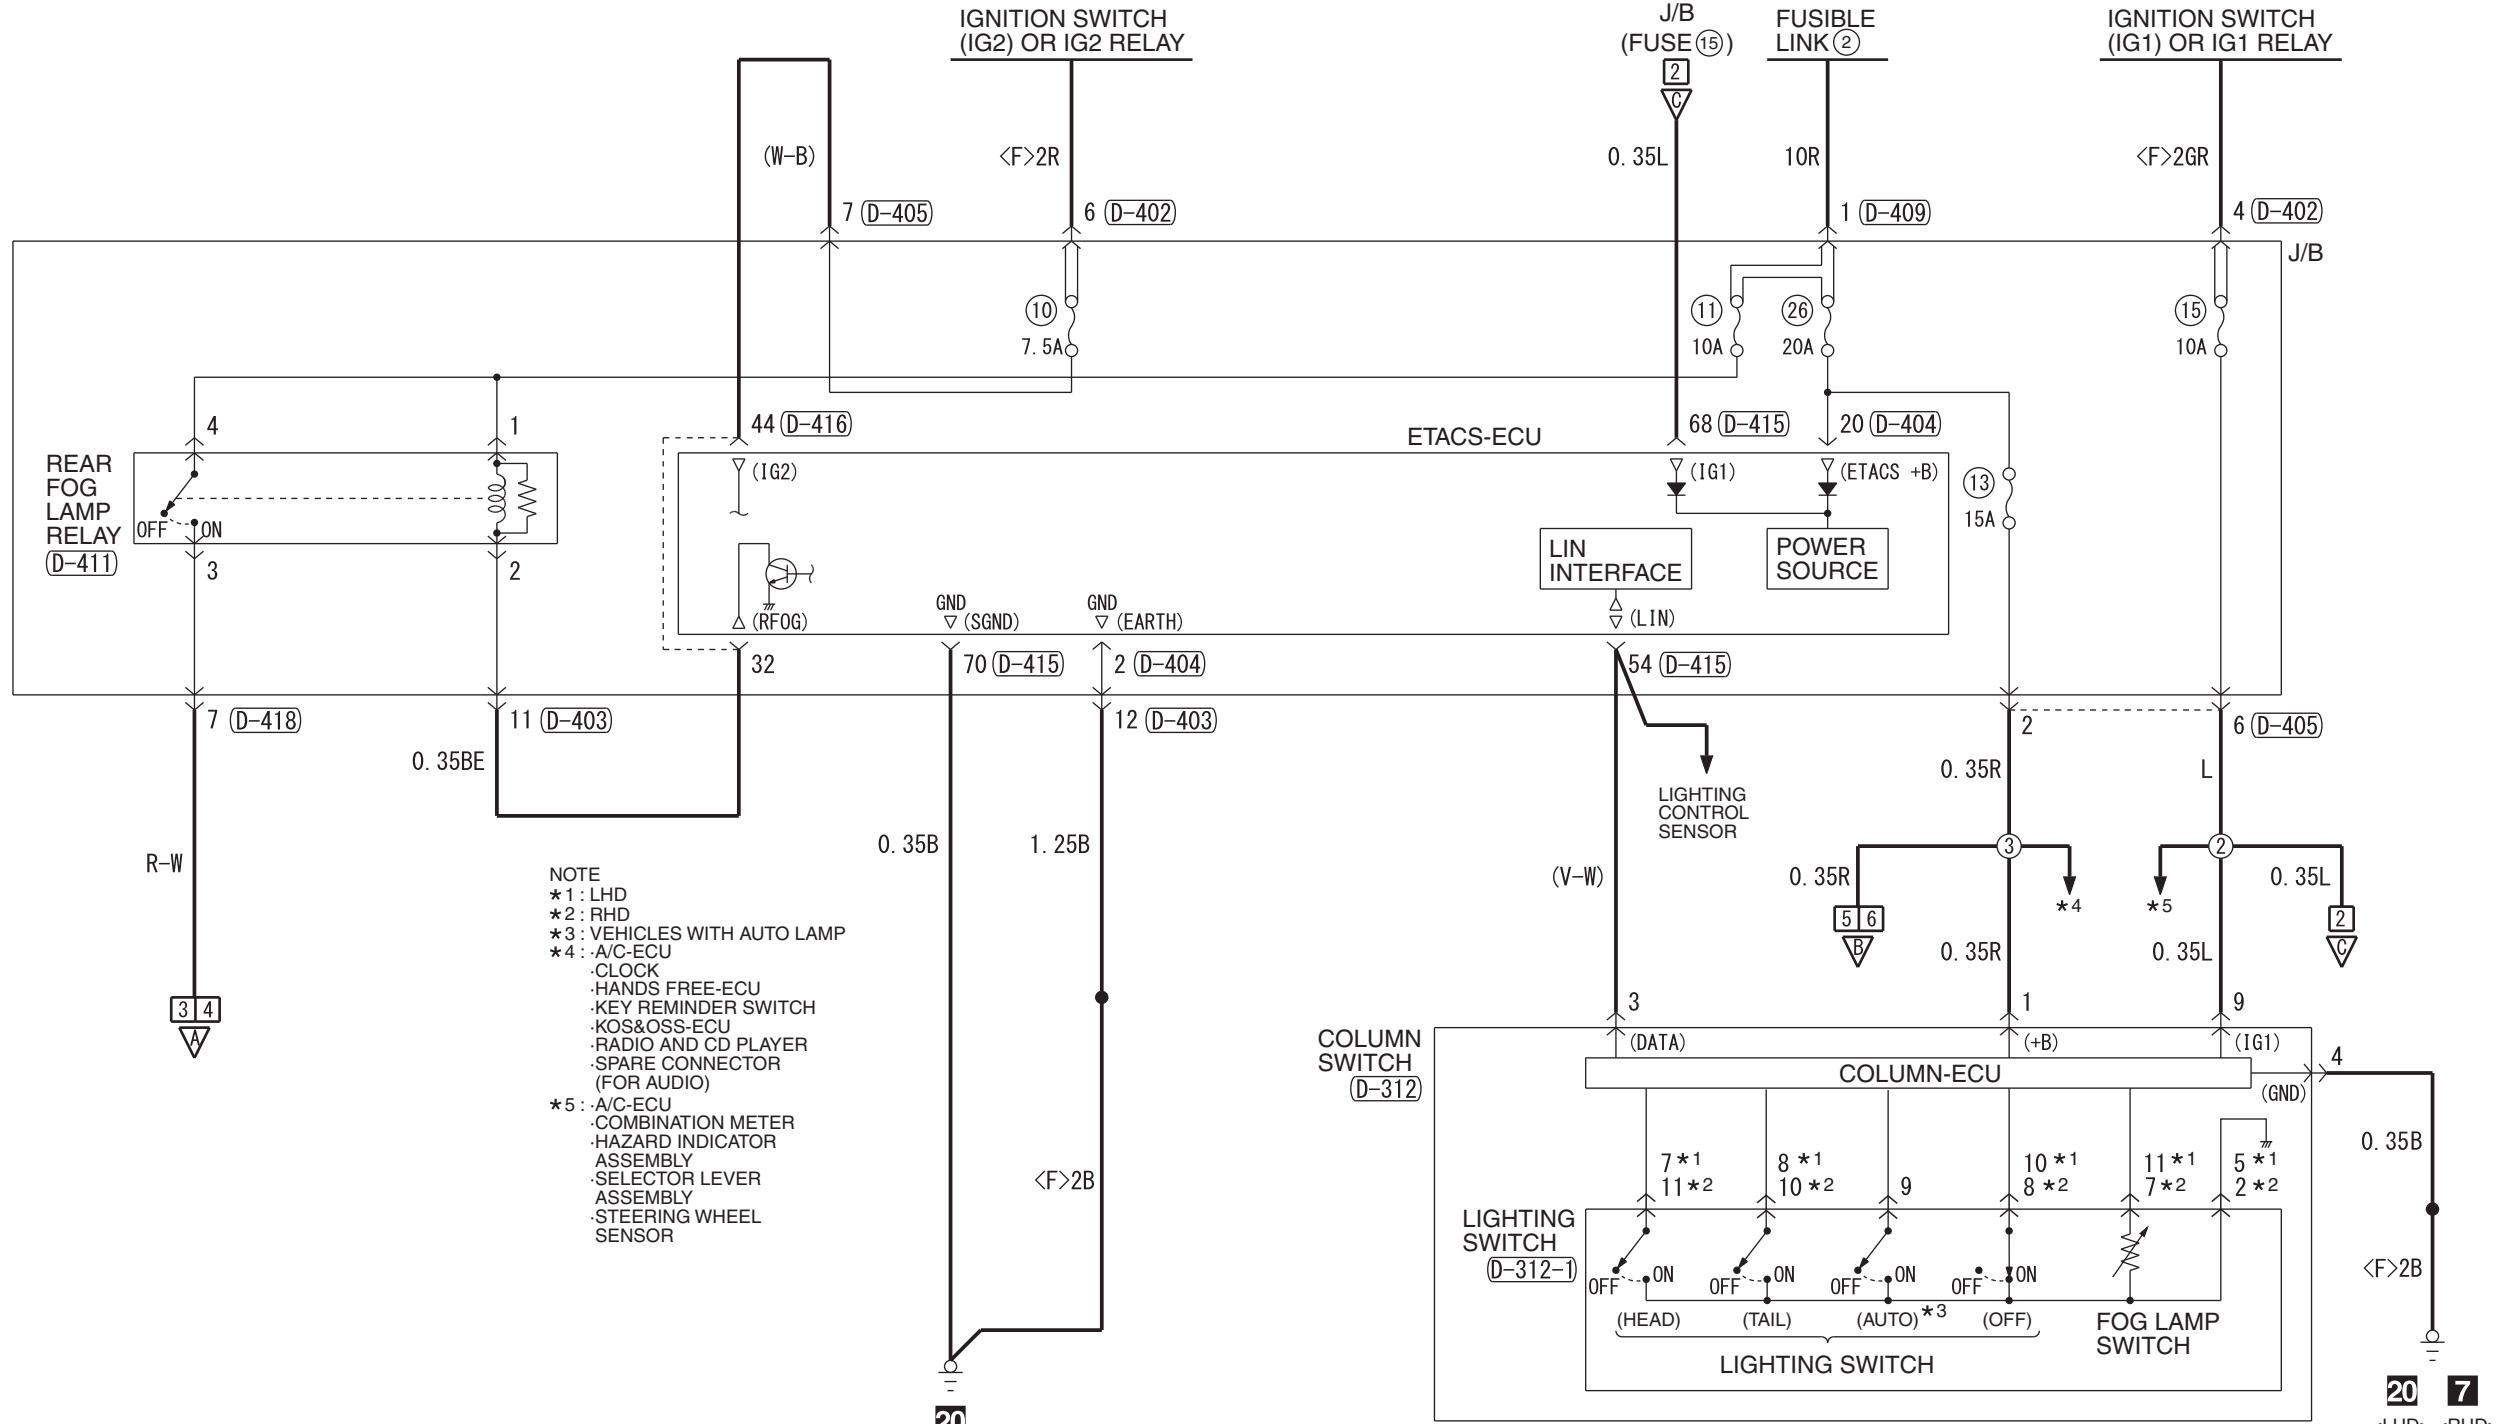 IGNITION SWITCH
(IG2) OR IG2 RELAY
J/B
(FUSE 15 )
2
C
FUSIBLE
LINK 2
IGNITION SWITCH
(IG1) OR IG1 RELAY
(W-B)
<F>2R
0. 35L
10R
<F>2GR
7 (D-405)
6 (D-402)
1 (D-409)
4 (D-402)
J/B
10
7. 5A
11
10A
26
20A
15
10A
4
1
44 (D-416)
ETACS-ECU
68 (D-415)
20 (D-404)
REAR
FOG
LAMP
RELAY
(D-411)
OFF
ON
3
2
(IG2)
(IG1)
(ETACS +B)
13
15A
LIN
INTERFACE
POWER
SOURCE
(RFOG)
GND
(SGND)
GND
(EARTH)
(LIN)
32
70 (D-415)
2 (D-404)
54 (D-415)
7 (D-418)
11 (D-403)
12 (D-403)
2
6 (D-405)
0. 35BE
0. 35R
L
LIGHTING
CONTROL
SENSOR
R-W
0. 35B
1. 25B
(V-W)
3
2
0. 35R
*4
*5
0. 35L
5 6
B
2
C
0. 35R
0. 35L
NOTE
*1 : LHD
*2 : RHD
*3 : VEHICLES WITH AUTO LAMP
*4 : ·A/C-ECU
·CLOCK
·HANDS FREE-ECU
·KEY REMINDER SWITCH
·KOS&OSS-ECU
·RADIO AND CD PLAYER
·SPARE CONNECTOR
(FOR AUDIO)
*5 : ·A/C-ECU
·COMBINATION METER
·HAZARD INDICATOR
ASSEMBLY
·SELECTOR LEVER
ASSEMBLY
·STEERING WHEEL
SENSOR
3 4
A
<F>2B
COLUMN
SWITCH
(D-312)
3
1
9
(DATA)
(+B)
(IG1)
4
COLUMN-ECU
(GND)
0. 35B
7 *1
11 *2
8 *1
10 *2
9
10 *1
8 *2
11 *1
7 *2
5 *1
2 *2
LIGHTING
SWITCH
(D-312-1)
OFF
ON
OFF
ON
OFF
ON
OFF
ON
<F>2B
(HEAD)
(TAIL)
(AUTO) *3
(OFF)
FOG LAMP
SWITCH
LIGHTING SWITCH
20
20
7
<LHD>
<RHD>